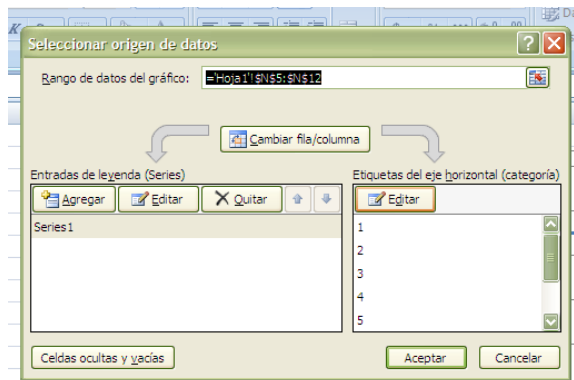 Seleccionar origen de datos
Rango de datos del gráfico: ='Hoja1'!$N$5:$N$12
Cambiar fila/columna
Entradas de leyenda (Series)
Etiquetas del eje horizontal (categoría)
Agregar Editar Quitar
Editar
Series1
1
2
3
4
5
Celdas ocultas y vacías
Aceptar Cancelar